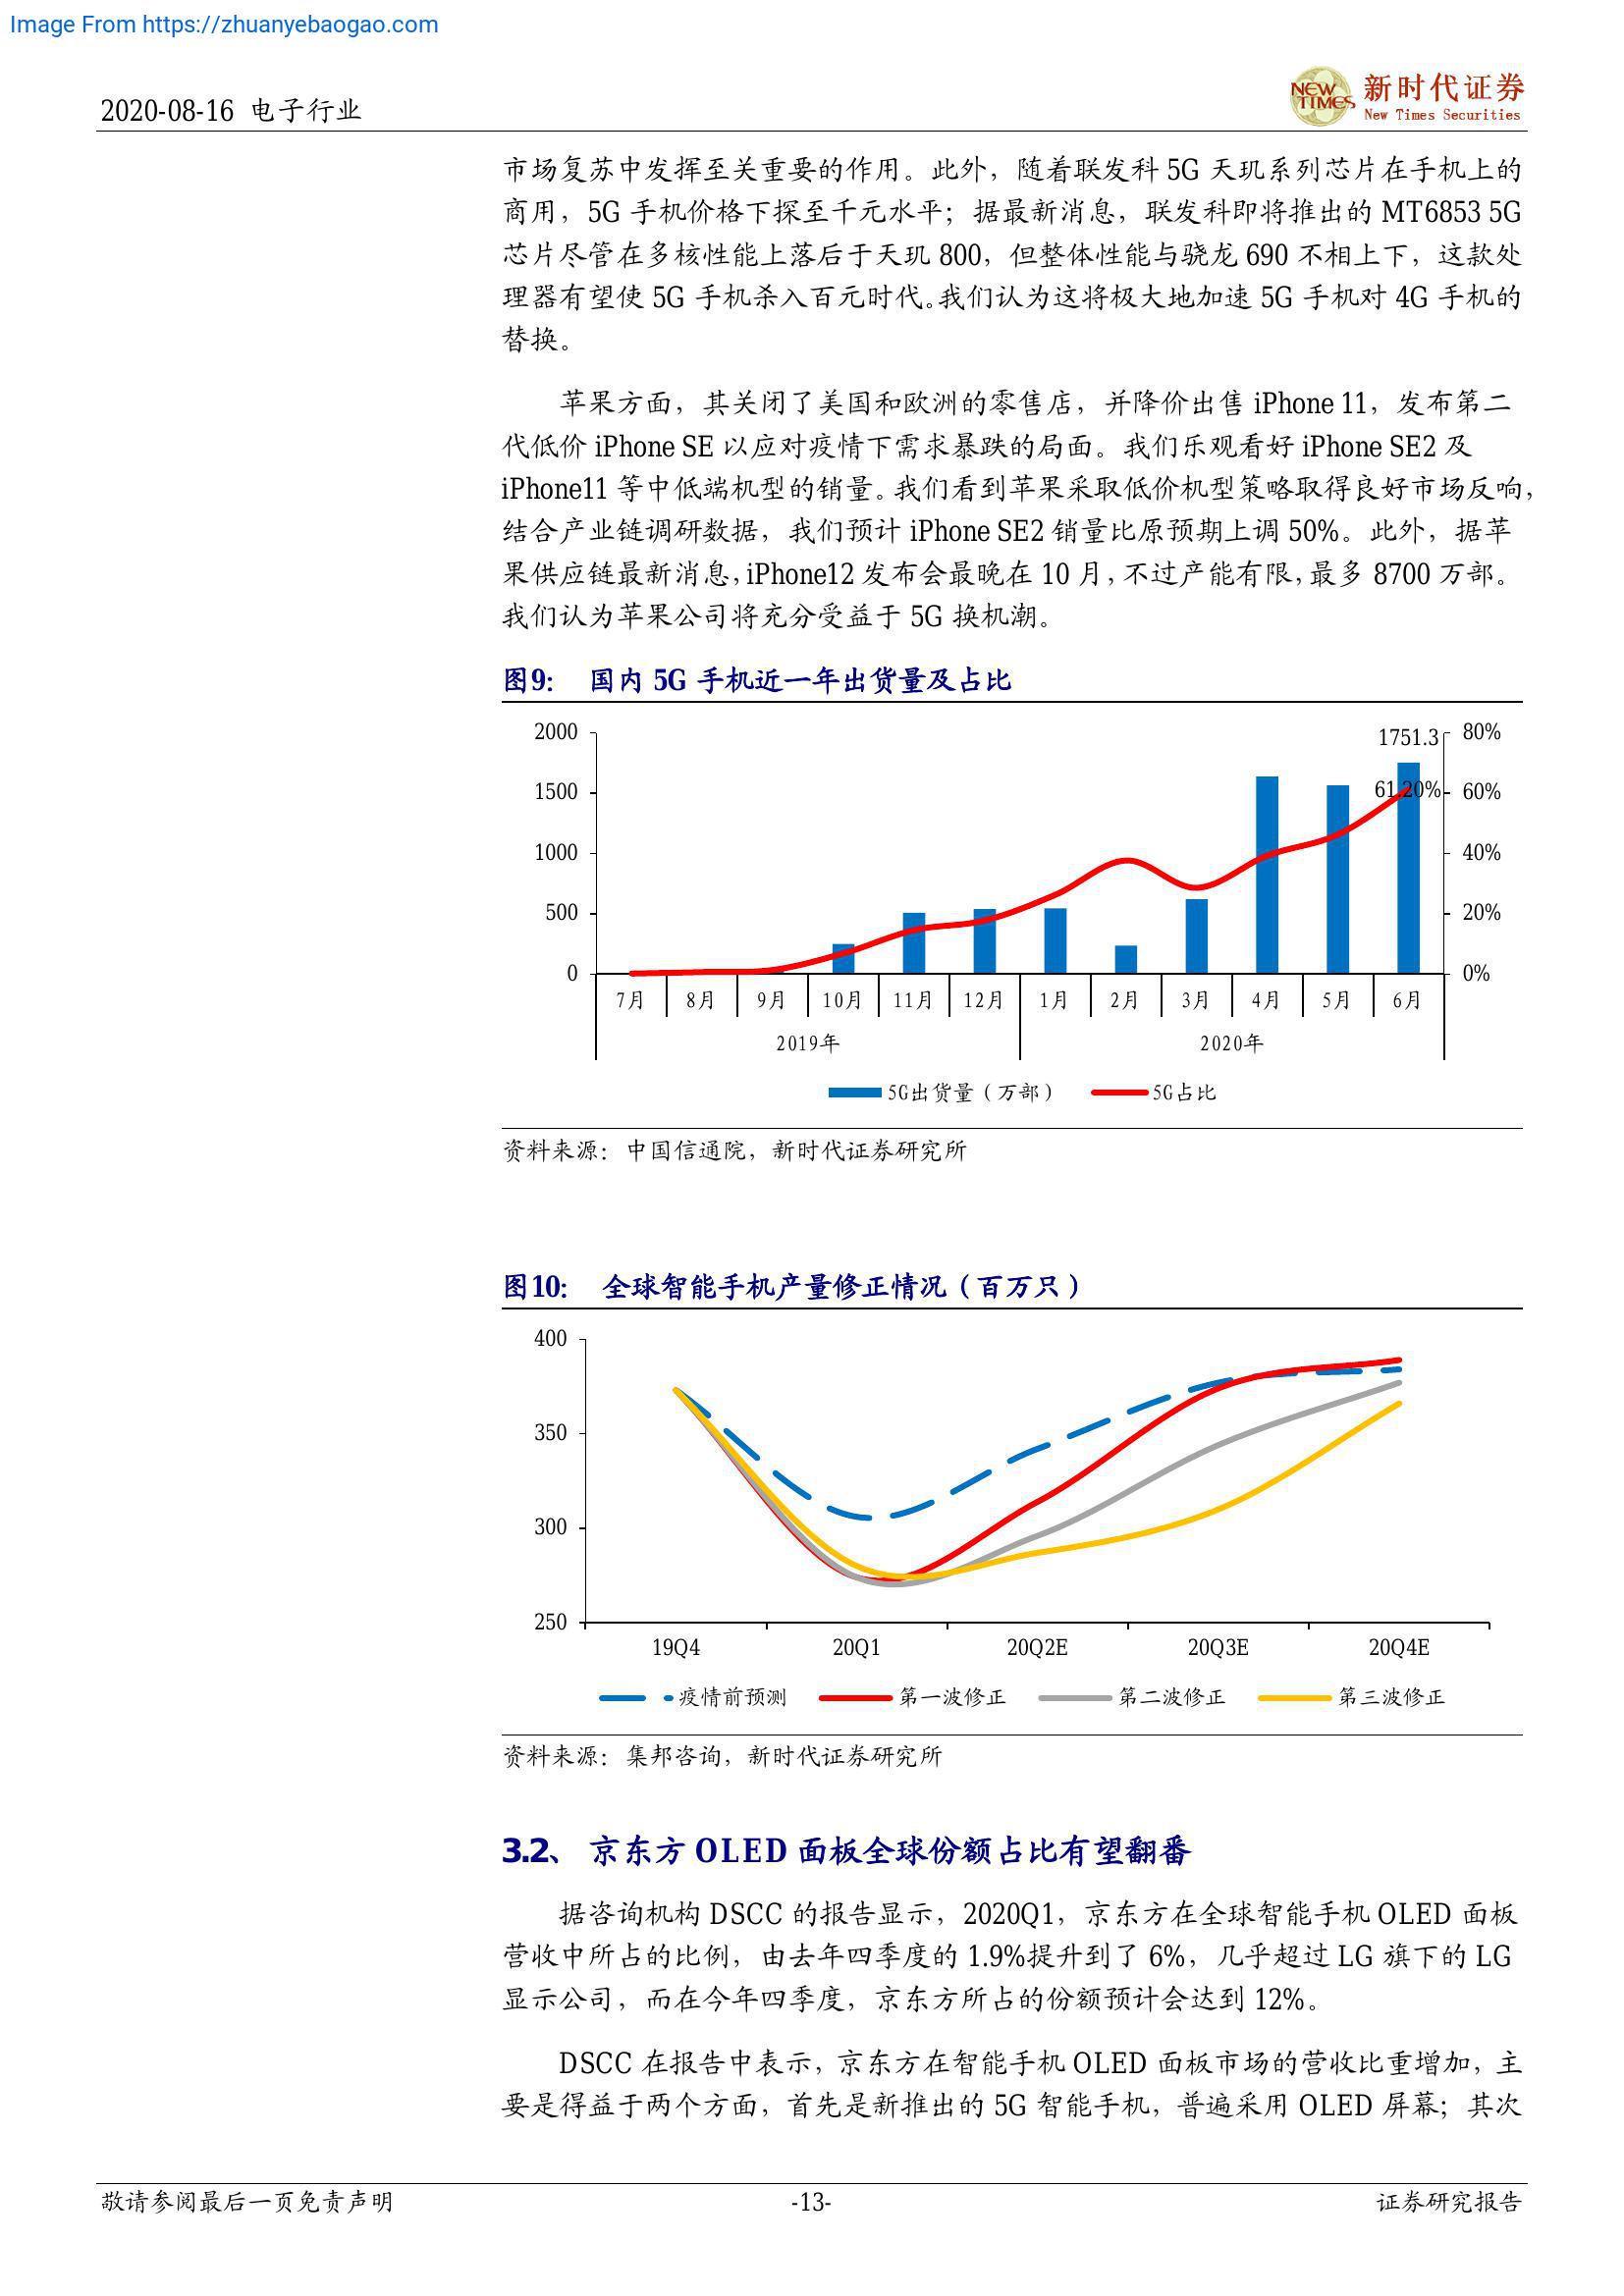 Image From https://zhuanyebaogao.com
2020-08-16 电子行业
NEW TIMES
新时代证券
New Times Securities
市场复苏中发挥至关重要的作用。此外，随着联发科 5G 天玑系列芯片在手机上的
商用，5G 手机价格下探至千元水平；据最新消息，联发科即将推出的 MT6853 5G
芯片尽管在多核性能上落后于天玑 800，但整体性能与骁龙 690 不相上下，这款处
理器有望使 5G 手机杀入百元时代。我们认为这将极大地加速 5G 手机对 4G 手机的
替换。
苹果方面，其关闭了美国和欧洲的零售店，并降价出售 iPhone 11，发布第二
代低价 iPhone SE 以应对疫情下需求暴跌的局面。我们乐观看好 iPhone SE2 及
iPhone11 等中低端机型的销量。我们看到苹果采取低价机型策略取得良好市场反响，
结合产业链调研数据，我们预计 iPhone SE2 销量比原预期上调 50%。此外，据苹
果供应链最新消息，iPhone12 发布会最晚在 10 月，不过产能有限，最多 8700 万部。
我们认为苹果公司将充分受益于 5G 换机潮。
图9： 国内 5G 手机近一年出货量及占比
2000 1751.3 80%
1500 61.20% 60%
1000 40%
500 20%
0 0%
7月 8月 9月 10月 11月 12月 1月 2月 3月 4月 5月 6月
2019年 2020年
5G出货量（万部） 5G占比
资料来源：中国信通院，新时代证券研究所
图10： 全球智能手机产量修正情况（百万只）
400
350
300
250
19Q4 20Q1 20Q2E 20Q3E 20Q4E
疫情前预测 第一波修正 第二波修正 第三波修正
资料来源：集邦咨询，新时代证券研究所
3.2、 京东方 OLED 面板全球份额占比有望翻番
据咨询机构 DSCC 的报告显示，2020Q1，京东方在全球智能手机 OLED 面板
营收中所占的比例，由去年四季度的 1.9%提升到了 6%，几乎超过 LG 旗下的 LG
显示公司，而在今年四季度，京东方所占的份额预计会达到 12%。
DSCC 在报告中表示，京东方在智能手机 OLED 面板市场的营收比重增加，主
要是得益于两个方面，首先是新推出的 5G 智能手机，普遍采用 OLED 屏幕；其次
敬请参阅最后一页免责声明 -13- 证券研究报告